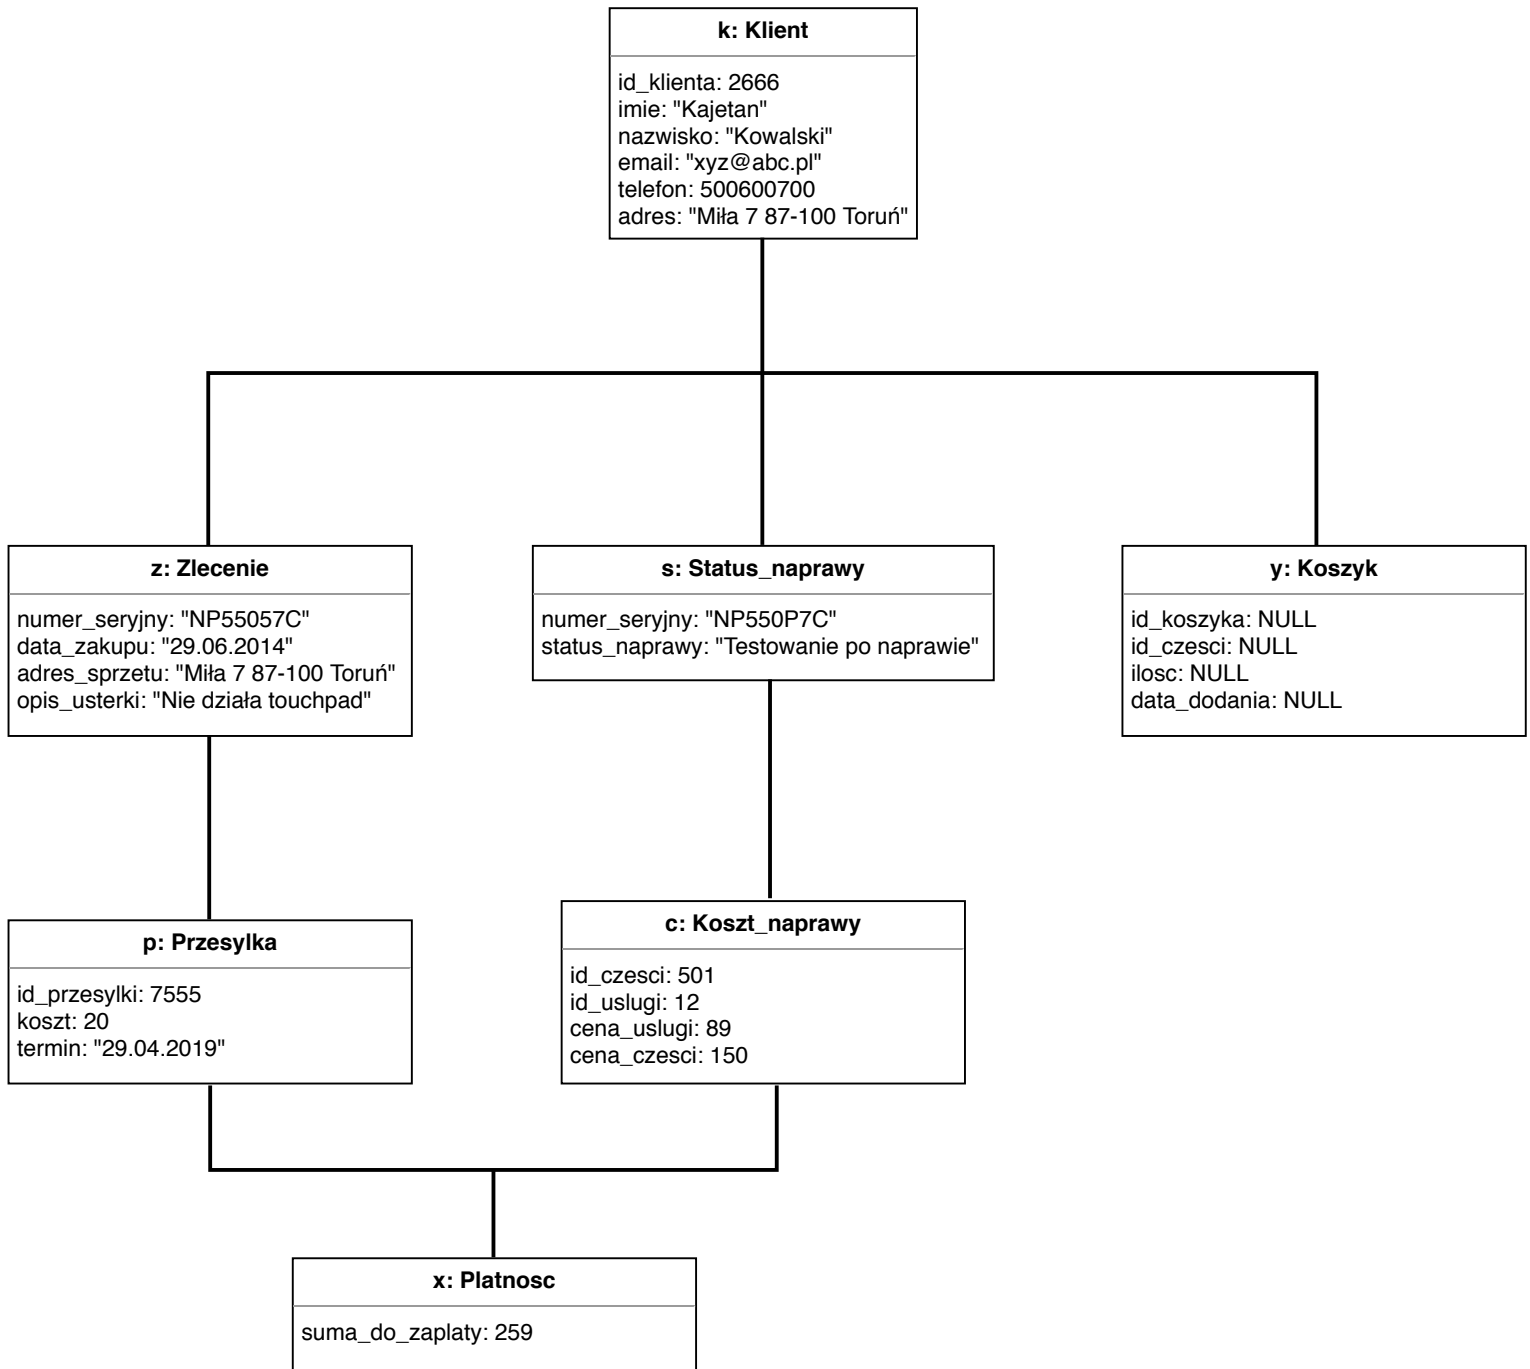 k: Klient
id_klienta: 2666
imie: "Kajetan"
nazwisko: "Kowalski"
email: "xyz@abc.pl"
telefon: 500600700
adres: "Miła 7 87-100 Toruń"
z: Zlecenie
numer_seryjny: "NP55057C"
data_zakupu: "29.06.2014"
adres_sprzetu: "Miła 7 87-100 Toruń"
opis_usterki: "Nie działa touchpad"
s: Status_naprawy
numer_seryjny: "NP550P7C"
status_naprawy: "Testowanie po naprawie"
y: Koszyk
id_koszyka: NULL
id_czesci: NULL
ilosc: NULL
data_dodania: NULL
p: Przesylka
id_przesylki: 7555
koszt: 20
termin: "29.04.2019"
c: Koszt_naprawy
id_czesci: 501
id_uslugi: 12
cena_uslugi: 89
cena_czesci: 150
x: Platnosc
suma_do_zaplaty: 259